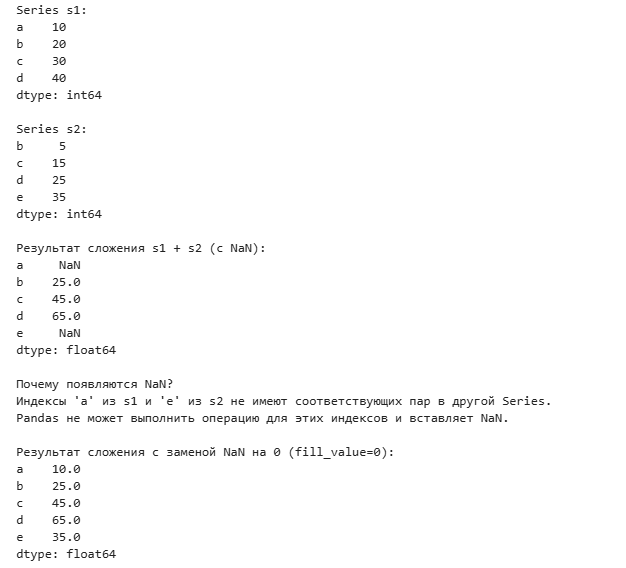 Series s1:
a    10
b    20
c    30
d    40
dtype: int64

Series s2:
b     5
c    15
d    25
e    35
dtype: int64

Результат сложения s1 + s2 (с NaN):
a     NaN
b    25.0
c    45.0
d    65.0
e     NaN
dtype: float64

Почему появляются NaN?
Индексы 'a' из s1 и 'e' из s2 не имеют соответствующих пар в другой Series.
Pandas не может выполнить операцию для этих индексов и вставляет NaN.

Результат сложения с заменой NaN на 0 (fill_value=0):
a    10.0
b    25.0
c    45.0
d    65.0
e    35.0
dtype: float64